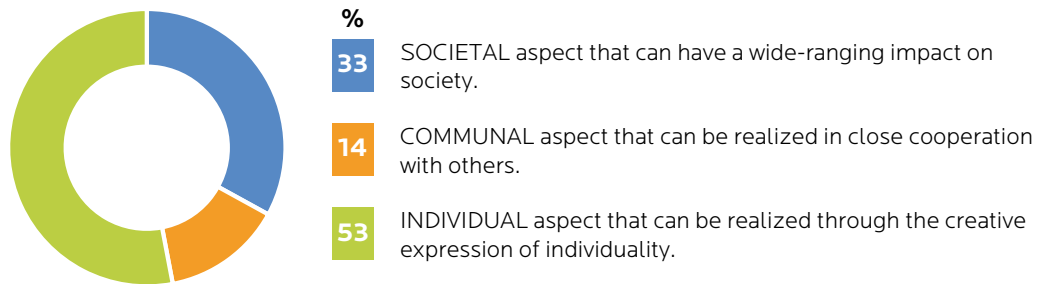 %
33
SOCIETAL aspect that can have a wide-ranging impact on
society.
14
COMMUNAL aspect that can be realized in close cooperation
with others.
53
INDIVIDUAL aspect that can be realized through the creative
expression of individuality.